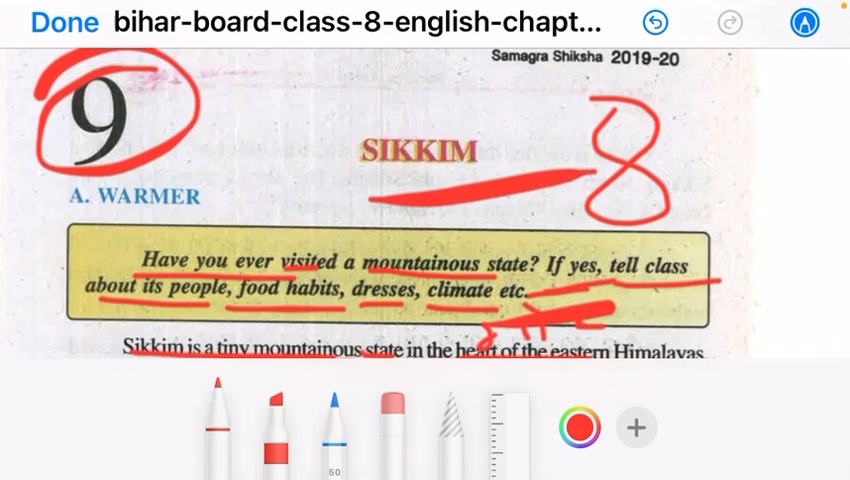 Done bihar-board-class-8-english-chapt...
Samagra Shiksha 2019-20
9
SIKKIM
8
A. WARMER
Have you ever visited a mountainous state? If yes, tell class
about its people, food habits, dresses, climate etc.
Sikkim is a tiny mountainous state in the heart of the eastern Himalayas.
50